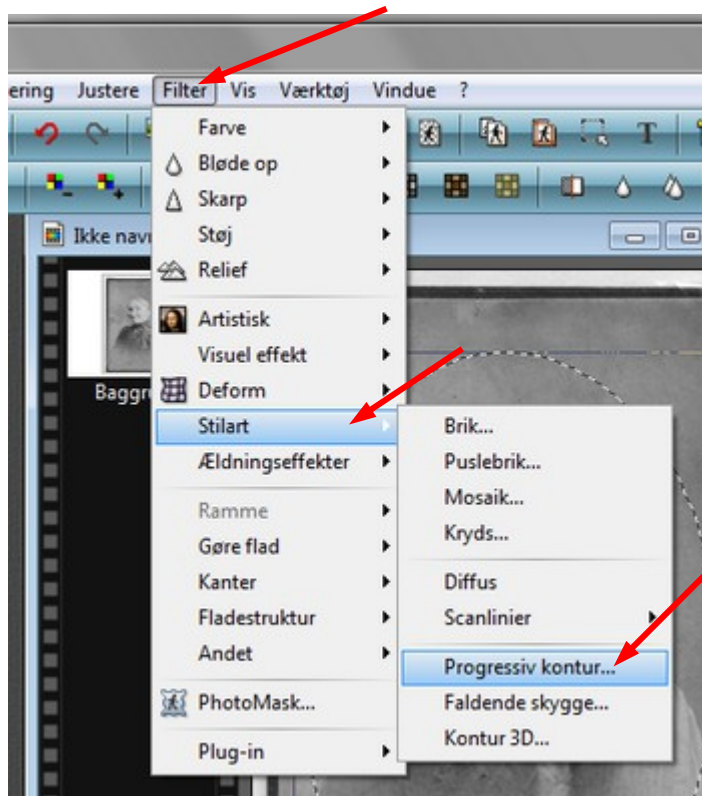 ering Justere Filter Vis Værktøj Vindue ?
T
Ikke navn
Baggr
Farve
Bløde op
Skarp
Støj
Relief
Artistisk
Visuel effekt
Deform
Stilart
Ældningseffekter
Ramme
Gøre flad
Kanter
Fladestruktur
Andet
PhotoMask...
Plug-in
Brik...
Puslebrik...
Mosaik...
Kryds...
Diffus
Scanlinier
Progressiv kontur...
Faldende skygge...
Kontur 3D...